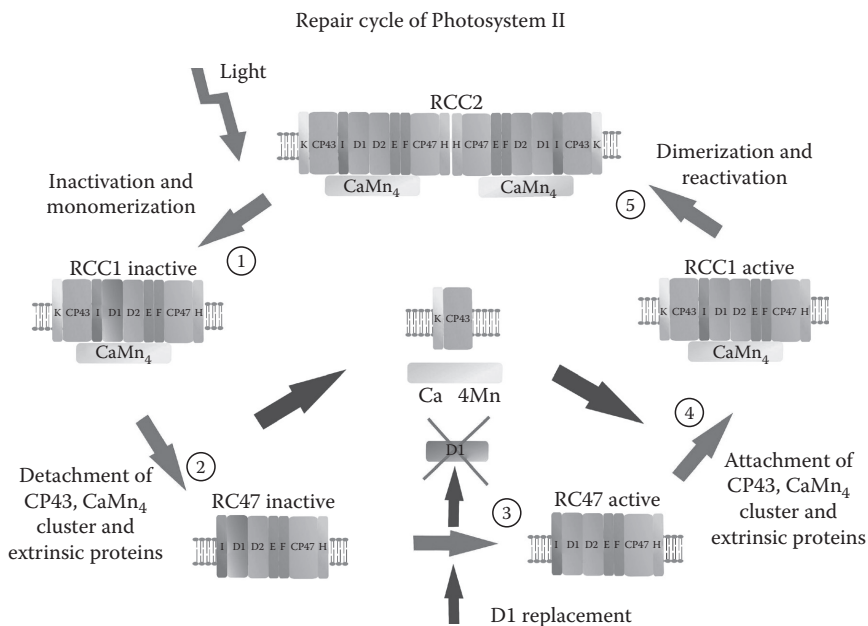 Repair cycle of Photosystem II
Light
RCC2
K CP43 I D1 D2 E F CP47 H H CP47 E F D2 D1 I CP43 K
CaMn4 CaMn4
Inactivation and
monomerization
Dimerization and
reactivation
1
5
RCC1 inactive
K CP43 I D1 D2 E F CP47 H
CaMn4
K CP43
Ca 4Mn
D1
RCC1 active
K CP43 I D1 D2 E F CP47 H
CaMn4
2
Detachment of
CP43, CaMn4
cluster and
extrinsic proteins
RC47 inactive
I D1 D2 E F CP47 H
3
RC47 active
I D1 D2 E F CP47 H
4
Attachment of
CP43, CaMn4
cluster and
extrinsic proteins
D1 replacement